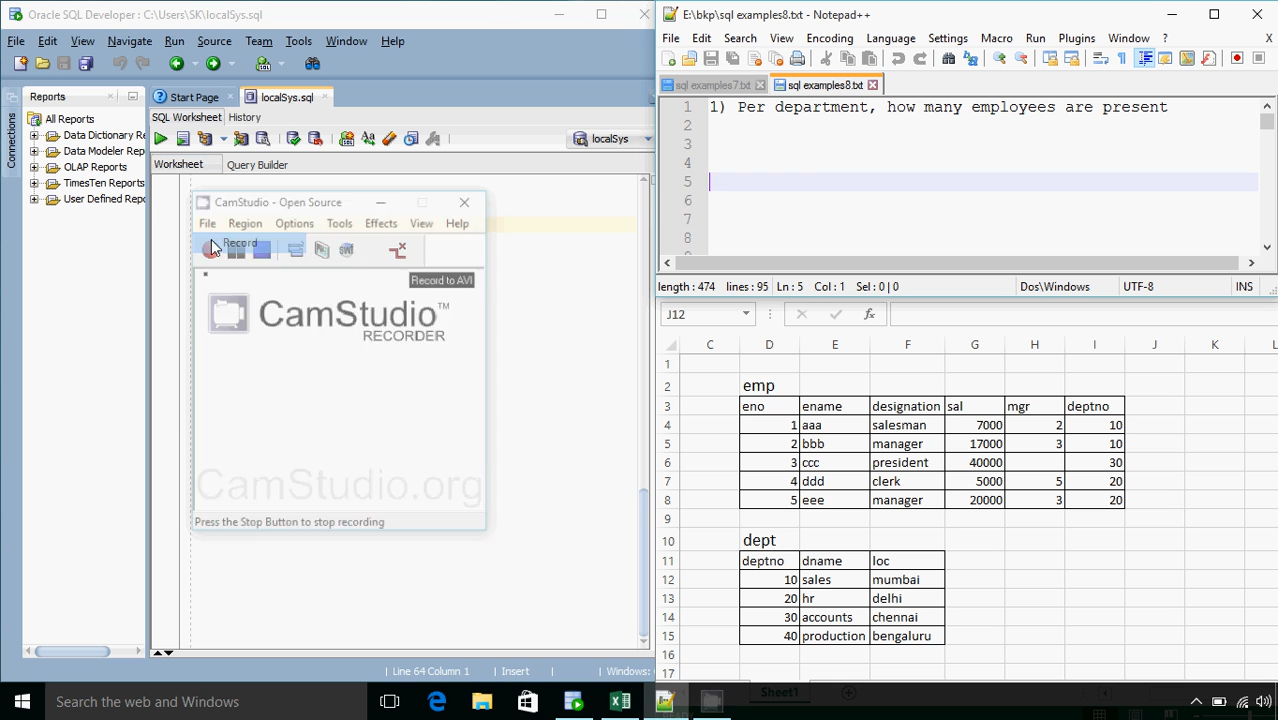 Oracle SQL Developer : C:\Users\SK\localSys.sql
File Edit View Navigate Run Source Team Tools Window Help
Connections
Reports
All Reports
Data Dictionary Re
Data Modeler Rep
OLAP Reports
TimesTen Reports
User Defined Repo
Start Page
localSys.sql
SQL Worksheet History
localSys
Worksheet Query Builder
CamStudio - Open Source
File Region Options Tools Effects View Help
Record
Record to AVI
CamStudio™
RECORDER
CamStudio.org
Press the Stop Button to stop recording
Line 64 Column 1 Insert Windows:
E:\bkp\sql examples8.txt - Notepad++
File Edit Search View Encoding Language Settings Macro Run Plugins Window ? X
sql examples7.txt sql examples8.txt
1 1) Per department, how many employees are present
2
3
4
5
6
7
8
length : 474 lines : 95 Ln : 5 Col : 1 Sel : 0 | 0 Dos\Windows UTF-8 INS
J12 fx
C D E F G H I J K L
1
2 emp
3 eno ename designation sal mgr deptno
4 1 aaa salesman 7000 2 10
5 2 bbb manager 17000 3 10
6 3 ccc president 40000 30
7 4 ddd clerk 5000 5 20
8 5 eee manager 20000 3 20
9
10 dept
11 deptno dname loc
12 10 sales mumbai
13 20 hr delhi
14 30 accounts chennai
15 40 production bengaluru
16
17
Sheet1
Search the web and Windows